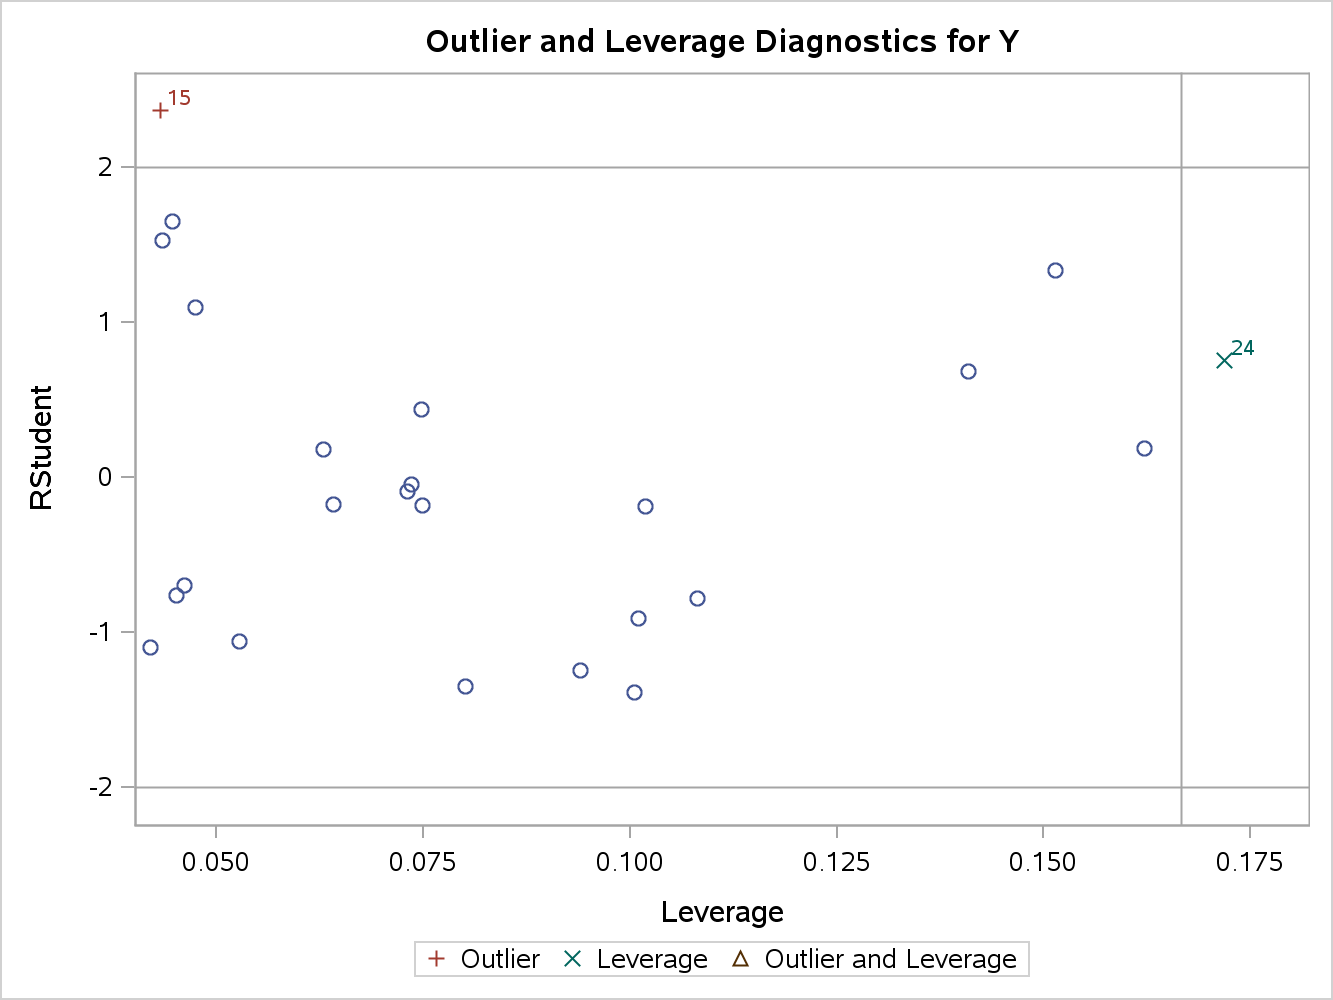 Outlier and Leverage Diagnostics for Y
15
2
1
24
0
-1
-2
RStudent
0.050 0.075 0.100 0.125 0.150 0.175
Leverage
Outlier Leverage Outlier and Leverage